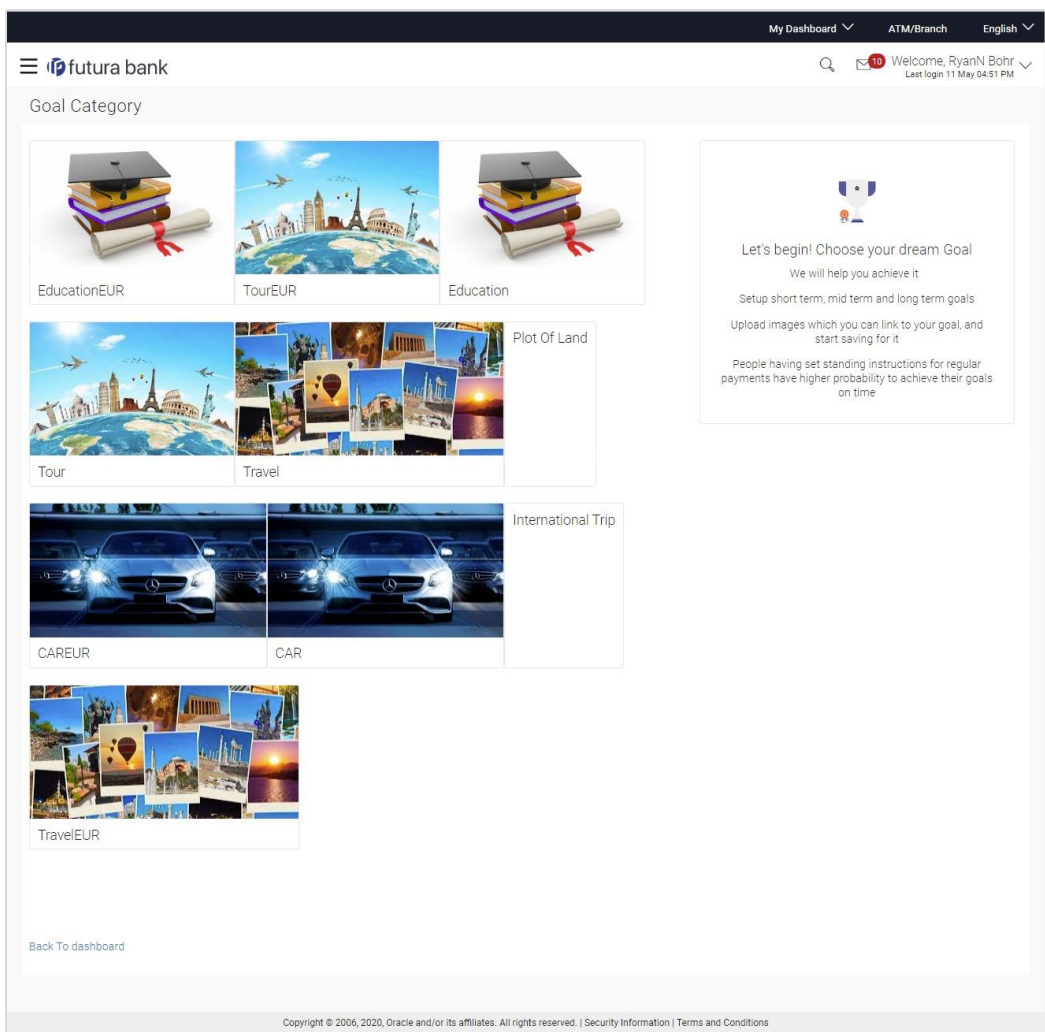 My Dashboard ATM/Branch English
futura bank
10
Welcome, RyanN Bohr
Last login 11 May 04:51 PM
Goal Category
EducationEUR
TourEUR
Education
Let's begin! Choose your dream Goal
We will help you achieve it
Setup short term, mid term and long term goals
Upload images which you can link to your goal, and
start saving for it
People having set standing instructions for regular
payments have higher probability to achieve their goals
on time
Tour
Travel
Plot Of Land
CAREUR
CAR
International Trip
TravelEUR
Back To dashboard
Copyright © 2006, 2020, Oracle and/or its affiliates. All rights reserved. | Security Information | Terms and Conditions